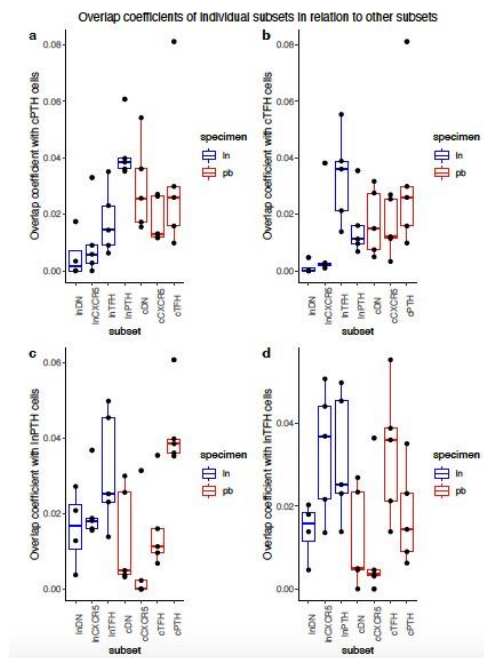 Overlap coefficients of individual subsets in relation to other subsets
a
Overlap coefficient with cPTH cells
0.08
0.06
0.04
0.02
0.00
lnDN
lnCXCR5
lnTFH
lnPTH
cDN
cCXCR5
cTFH
subset
specimen
ln
pb
b
Overlap coefficient with cTFH cells
0.08
0.06
0.04
0.02
0.00
lnDN
lnCXCR5
lnTFH
lnPTH
cDN
cCXCR5
cPTH
subset
specimen
ln
pb
c
Overlap coefficient with lnPTH cells
0.06
0.04
0.02
0.00
lnDN
lnCXCR5
lnTFH
cDN
cCXCR5
cTFH
cPTH
subset
specimen
ln
pb
d
Overlap coefficient with lnTFH cells
0.04
0.02
0.00
lnDN
lnCXCR5
lnPTH
cDN
cCXCR5
cTFH
cPTH
subset
specimen
ln
pb